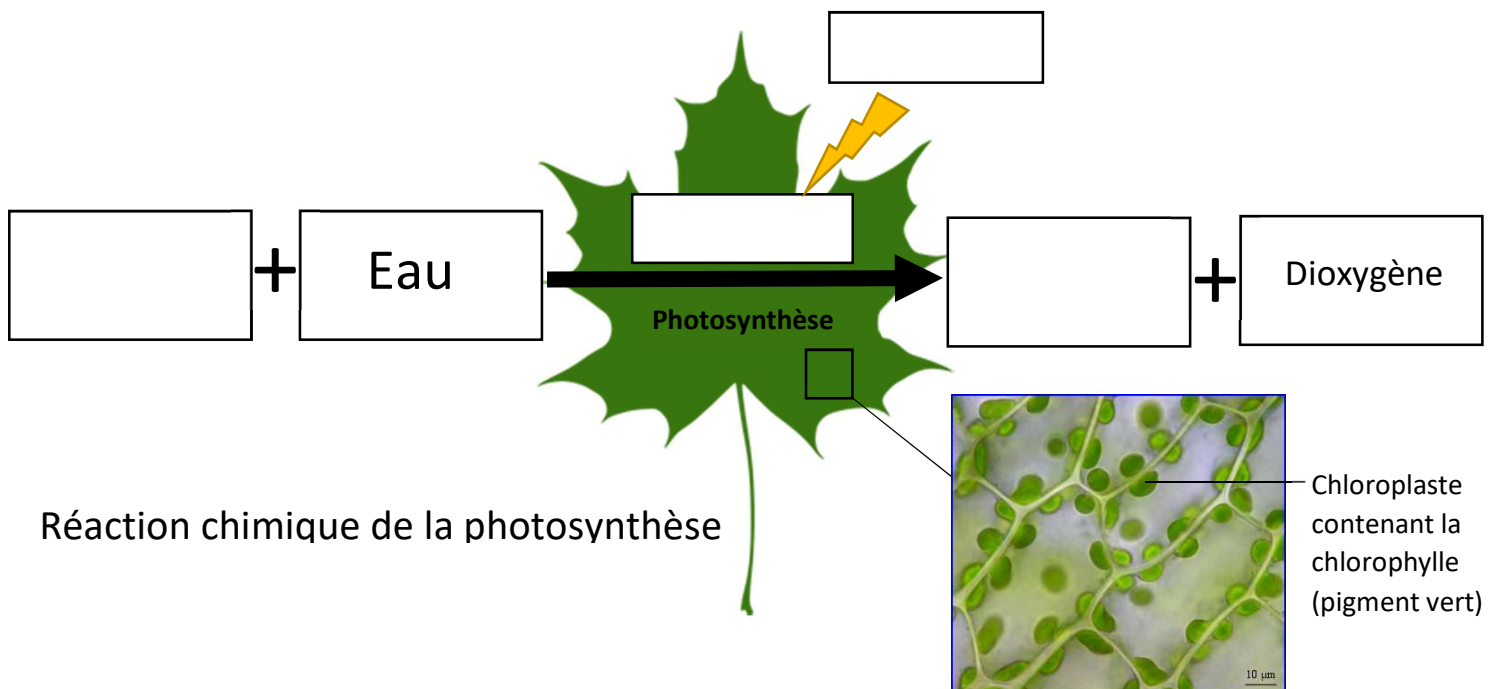 +
Eau
Photosynthèse
+
Dioxygène
Réaction chimique de la photosynthèse
Chloroplaste
contenant la
chlorophylle
(pigment vert)
10 µm